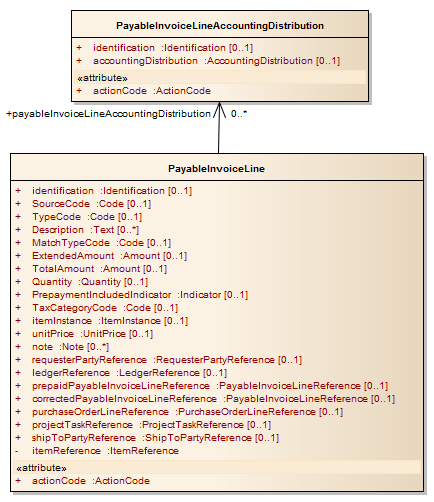 PayableInvoiceLineAccountingDistribution
+ identification :Identification [0..1]
+ accountingDistribution :AccountingDistribution [0..1]
«attribute»
+ actionCode :ActionCode
+payableInvoiceLineAccountingDistribution 0..*
PayableInvoiceLine
+ identification :Identification [0..1]
+ SourceCode :Code [0..1]
+ TypeCode :Code [0..1]
+ Description :Text [0..*]
+ MatchTypeCode :Code [0..1]
+ ExtendedAmount :Amount [0..1]
+ TotalAmount :Amount [0..1]
+ Quantity :Quantity [0..1]
+ PrepaymentIncludedIndicator :Indicator [0..1]
+ TaxCategoryCode :Code [0..1]
+ itemInstance :ItemInstance [0..1]
+ unitPrice :UnitPrice [0..1]
+ note :Note [0..*]
+ requesterPartyReference :RequesterPartyReference [0..1]
+ ledgerReference :LedgerReference [0..1]
+ prepaidPayableInvoiceLineReference :PayableInvoiceLineReference [0..1]
+ correctedPayableInvoiceLineReference :PayableInvoiceLineReference [0..1]
+ purchaseOrderLineReference :PurchaseOrderLineReference [0..1]
+ projectTaskReference :ProjectTaskReference [0..1]
+ shipToPartyReference :ShipToPartyReference [0..1]
- itemReference :ItemReference
«attribute»
+ actionCode :ActionCode